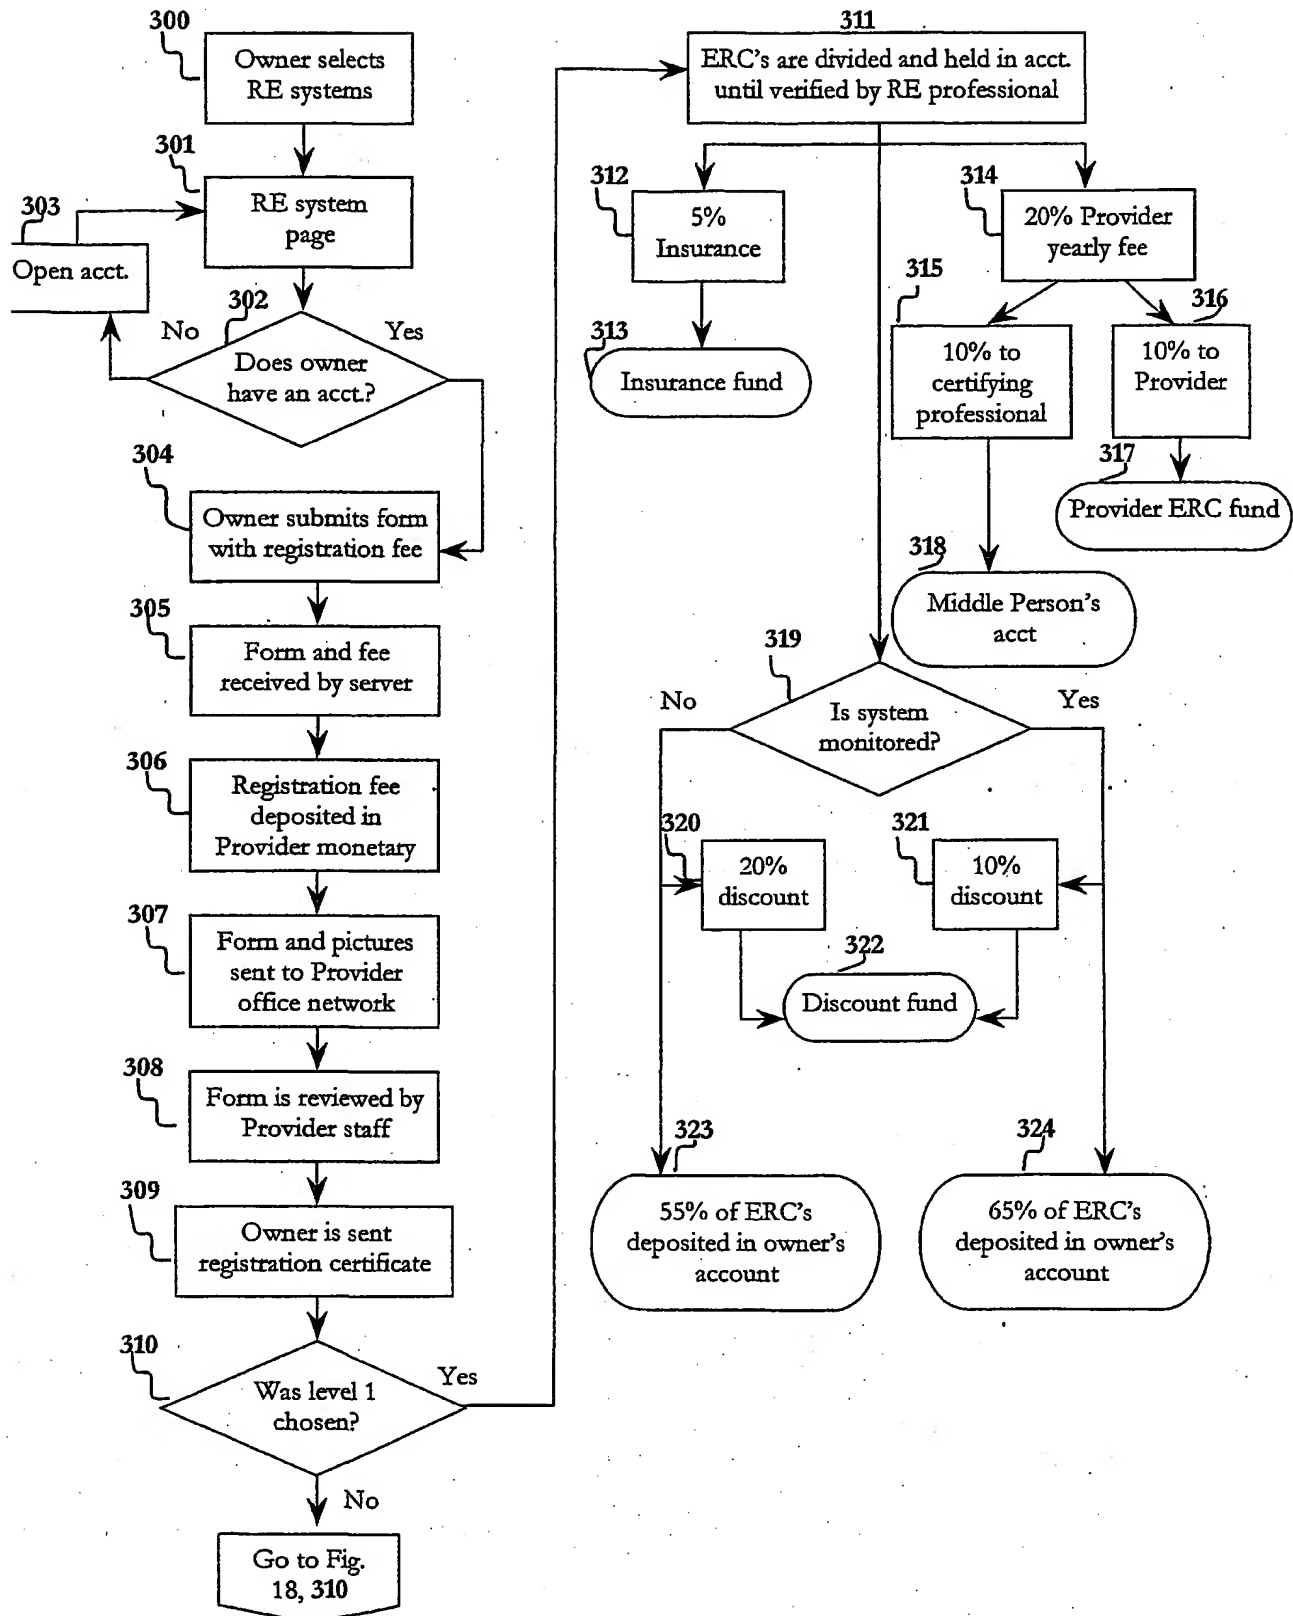 300
Owner selects
RE systems
301
RE system
page
303
Open acct.
302
No
Yes
Does owner
have an acct.?
304
Owner submits form
with registration fee
305
Form and fee
received by server
306
Registration fee
deposited in
Provider monetary
307
Form and pictures
sent to Provider
office network
308
Form is reviewed by
Provider staff
309
Owner is sent
registration certificate
310
Was level 1
chosen?
Yes
No
Go to Fig.
18, 310
311
ERC's are divided and held in acct.
until verified by RE professional
312
5%
Insurance
313
Insurance fund
314
20% Provider
yearly fee
315
10% to
certifying
professional
316
10% to
Provider
317
Provider ERC fund
318
Middle Person's
acct
319
No
Yes
Is system
monitored?
320
20%
discount
321
10%
discount
322
Discount fund
323
55% of ERC's
deposited in owner's
account
324
65% of ERC's
deposited in owner's
account